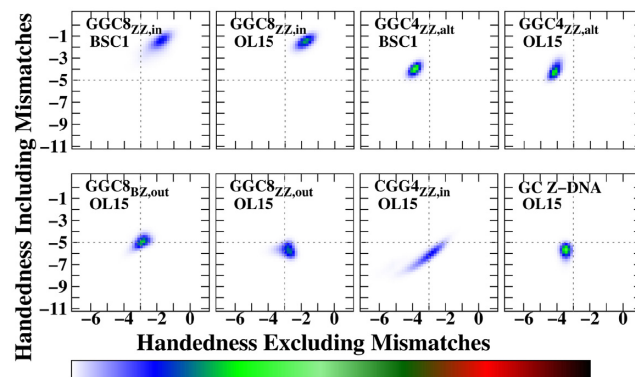 GGC8ZZ,in GGC8ZZ,in GGC4ZZ,alt GGC4ZZ,alt
BSC1 OL15 BSC1 OL15
−1
−3
−5
−7
−9
−11
GGC8BZ,out GGC8ZZ,out CGG4ZZ,in GC Z−DNA
OL15 OL15 OL15 OL15
−1
−3
−5
−7
−9
−11
−6 −4 −2 0 −6 −4 −2 0 −6 −4 −2 0 −6 −4 −2 0
Handedness Including Mismatches
Handedness Excluding Mismatches